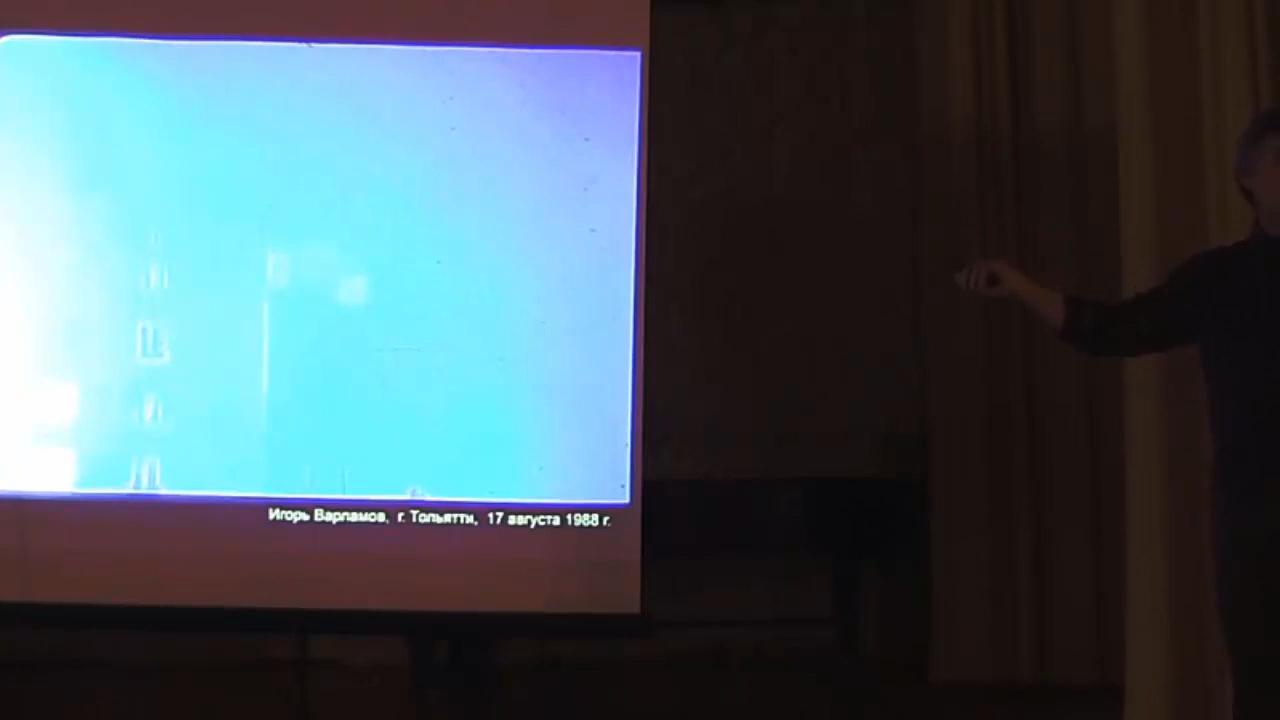 Игорь Варламов, г. Тольятти, 17 августа 1988 г.